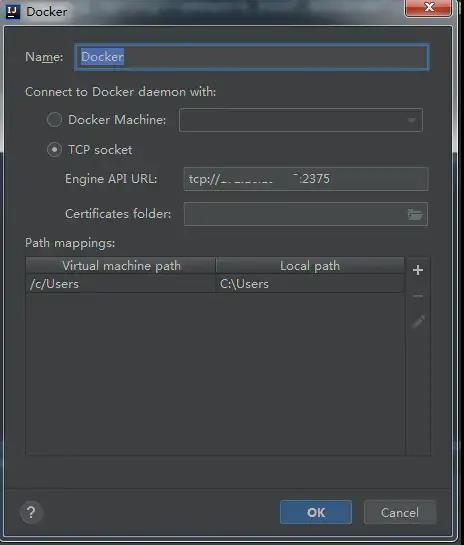 IJ Docker
Name: Docker
Connect to Docker daemon with:
Docker Machine:
TCP socket
Engine API URL: tcp:// :2375
Certificates folder:
Path mappings:
Virtual machine path Local path
/c/Users C:\Users
? OK Cancel